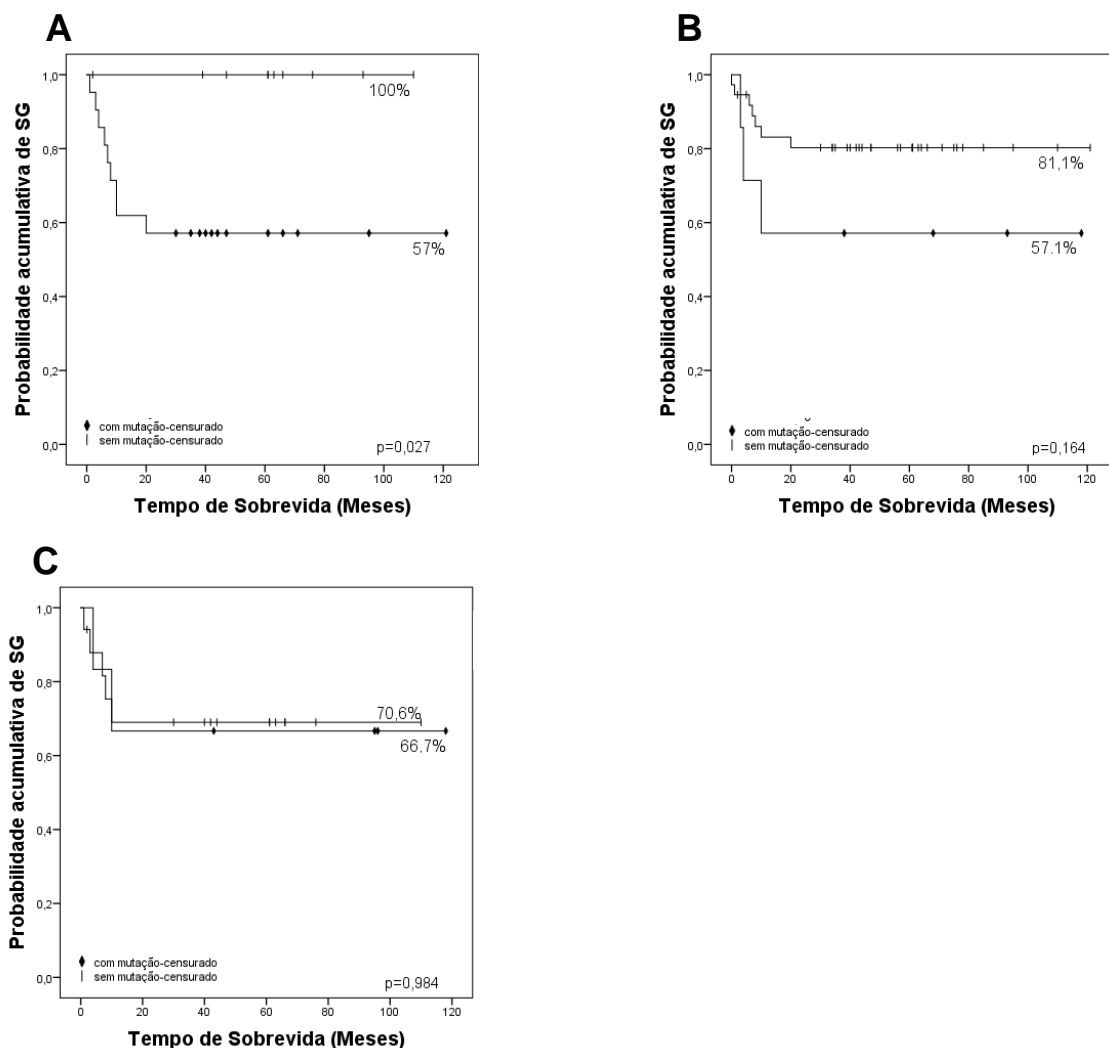 A
Probabilidade acumulativa de SG
1,0
0,8
0,6
0,4
0,2
0,0
100%
57%
com mutação-censurado
sem mutação-censurado
p=0,027
0 20 40 60 80 100 120
Tempo de Sobrevida (Meses)
B
Probabilidade acumulativa de SG
1,0
0,8
0,6
0,4
0,2
0,0
81,1%
57.1%
com mutação-censurado
sem mutação-censurado
p=0,164
0 20 40 60 80 100 120
Tempo de Sobrevida (Meses)
C
Probabilidade acumulativa de SG
1,0
0,8
0,6
0,4
0,2
0,0
70,6%
66.7%
com mutação-censurado
sem mutação-censurado
p=0,984
0 20 40 60 80 100 120
Tempo de Sobrevida (Meses)